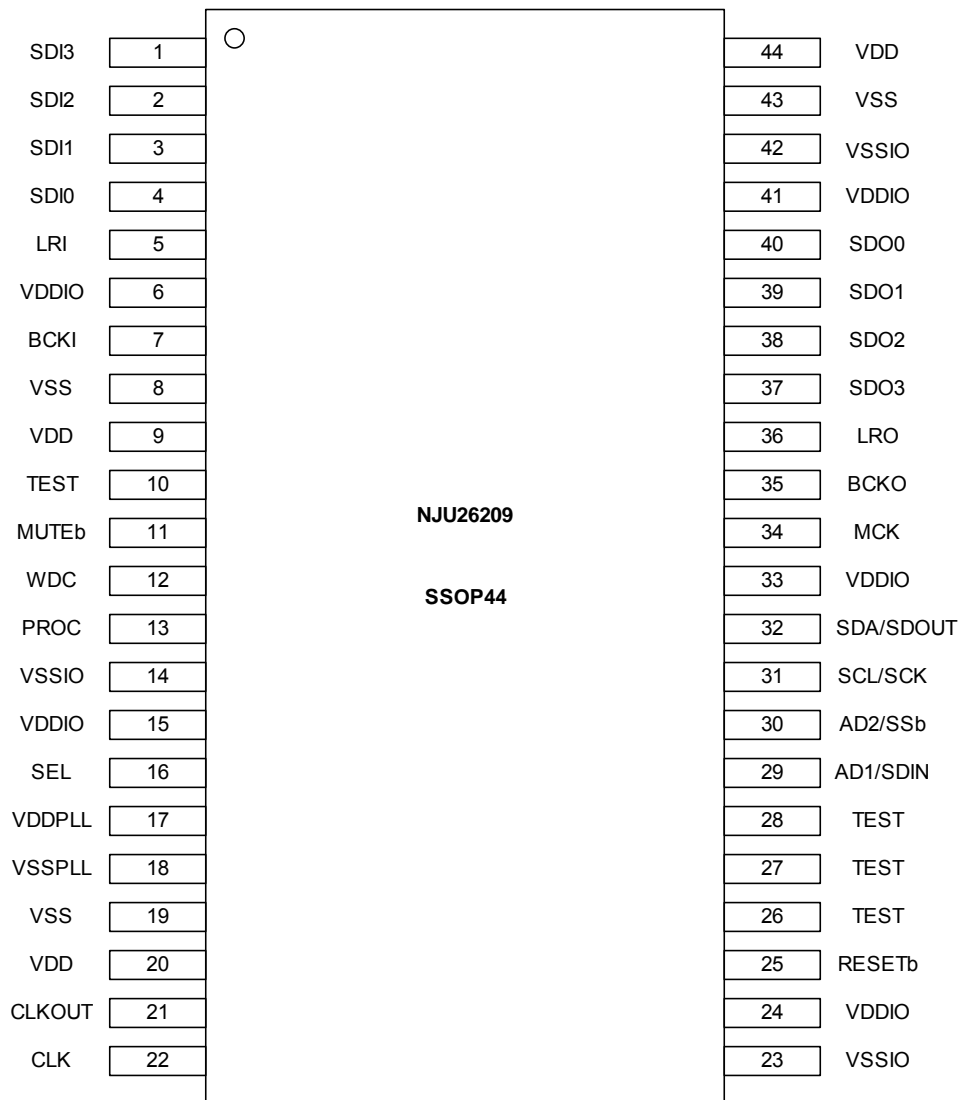 SDI3 1 44 VDD
SDI2 2 43 VSS
SDI1 3 42 VSSIO
SDI0 4 41 VDDIO
LRI 5 40 SDO0
VDDIO 6 39 SDO1
BCKI 7 38 SDO2
VSS 8 37 SDO3
VDD 9 36 LRO
TEST 10 35 BCKO
NJU26209
MUTEb 11 34 MCK
WDC 12 33 VDDIO
SSOP44
PROC 13 32 SDA/SDOUT
VSSIO 14 31 SCL/SCK
VDDIO 15 30 AD2/SSb
SEL 16 29 AD1/SDIN
VDDPLL 17 28 TEST
VSSPLL 18 27 TEST
VSS 19 26 TEST
VDD 20 25 RESETb
CLKOUT 21 24 VDDIO
CLK 22 23 VSSIO